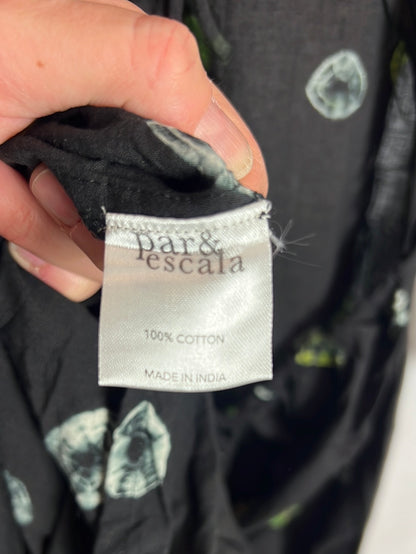 par&
escala
100% COTTON
MADE IN INDIA